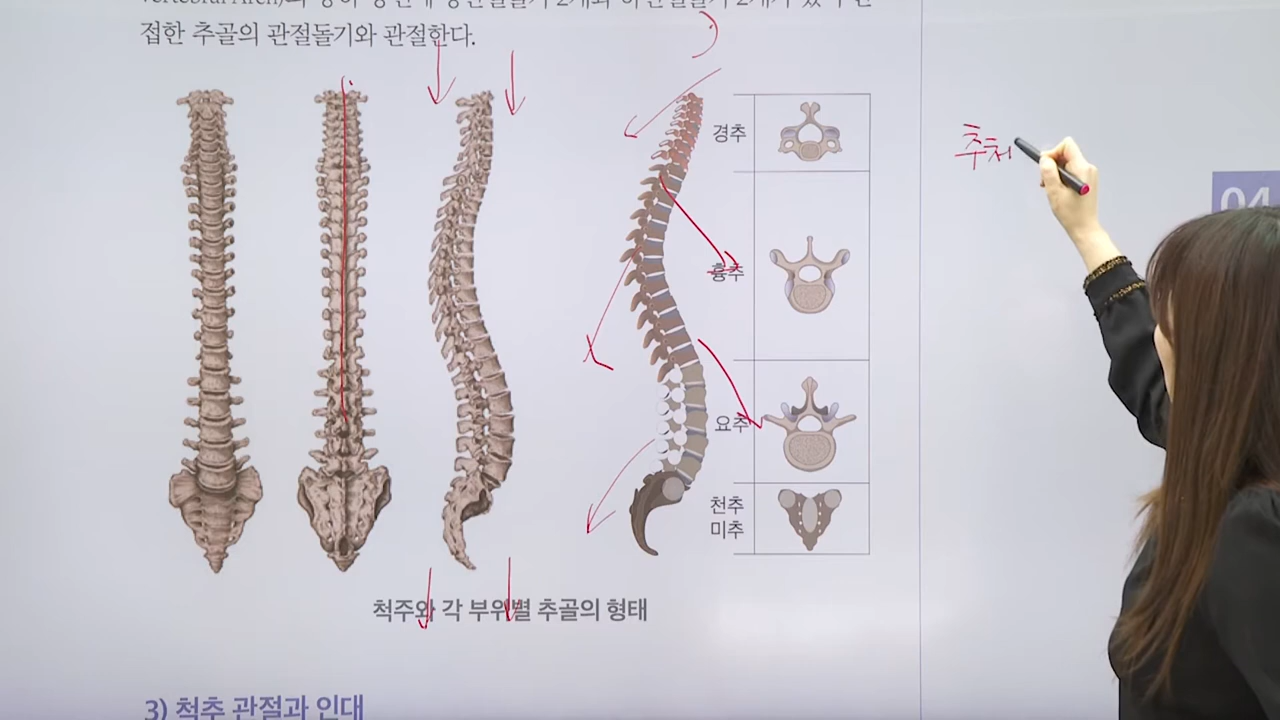 접한 추골의 관절돌기와 관절한다.
경추
흉추
요추
천추
미추
척주와 각 부위별 추골의 형태
3) 척추 관절과 인대
추처
04